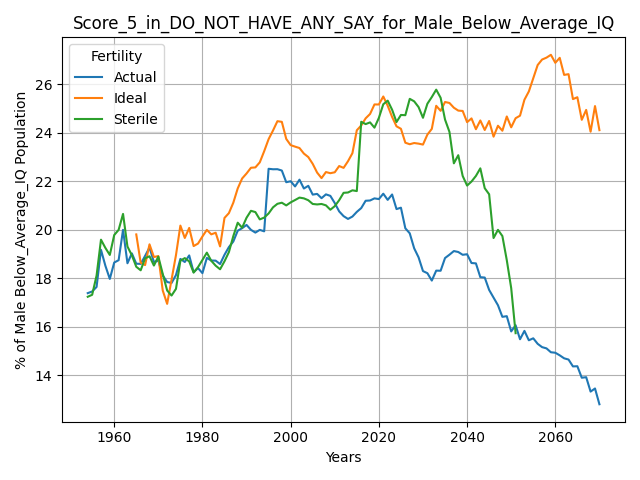 Score_5_in_DO_NOT_HAVE_ANY_SAY_for_Male_Below_Average_IQ
Fertility
Actual
Ideal
Sterile
% of Male Below_Average_IQ Population
26
24
22
20
18
16
14
1960
1980
2000
2020
2040
2060
Years